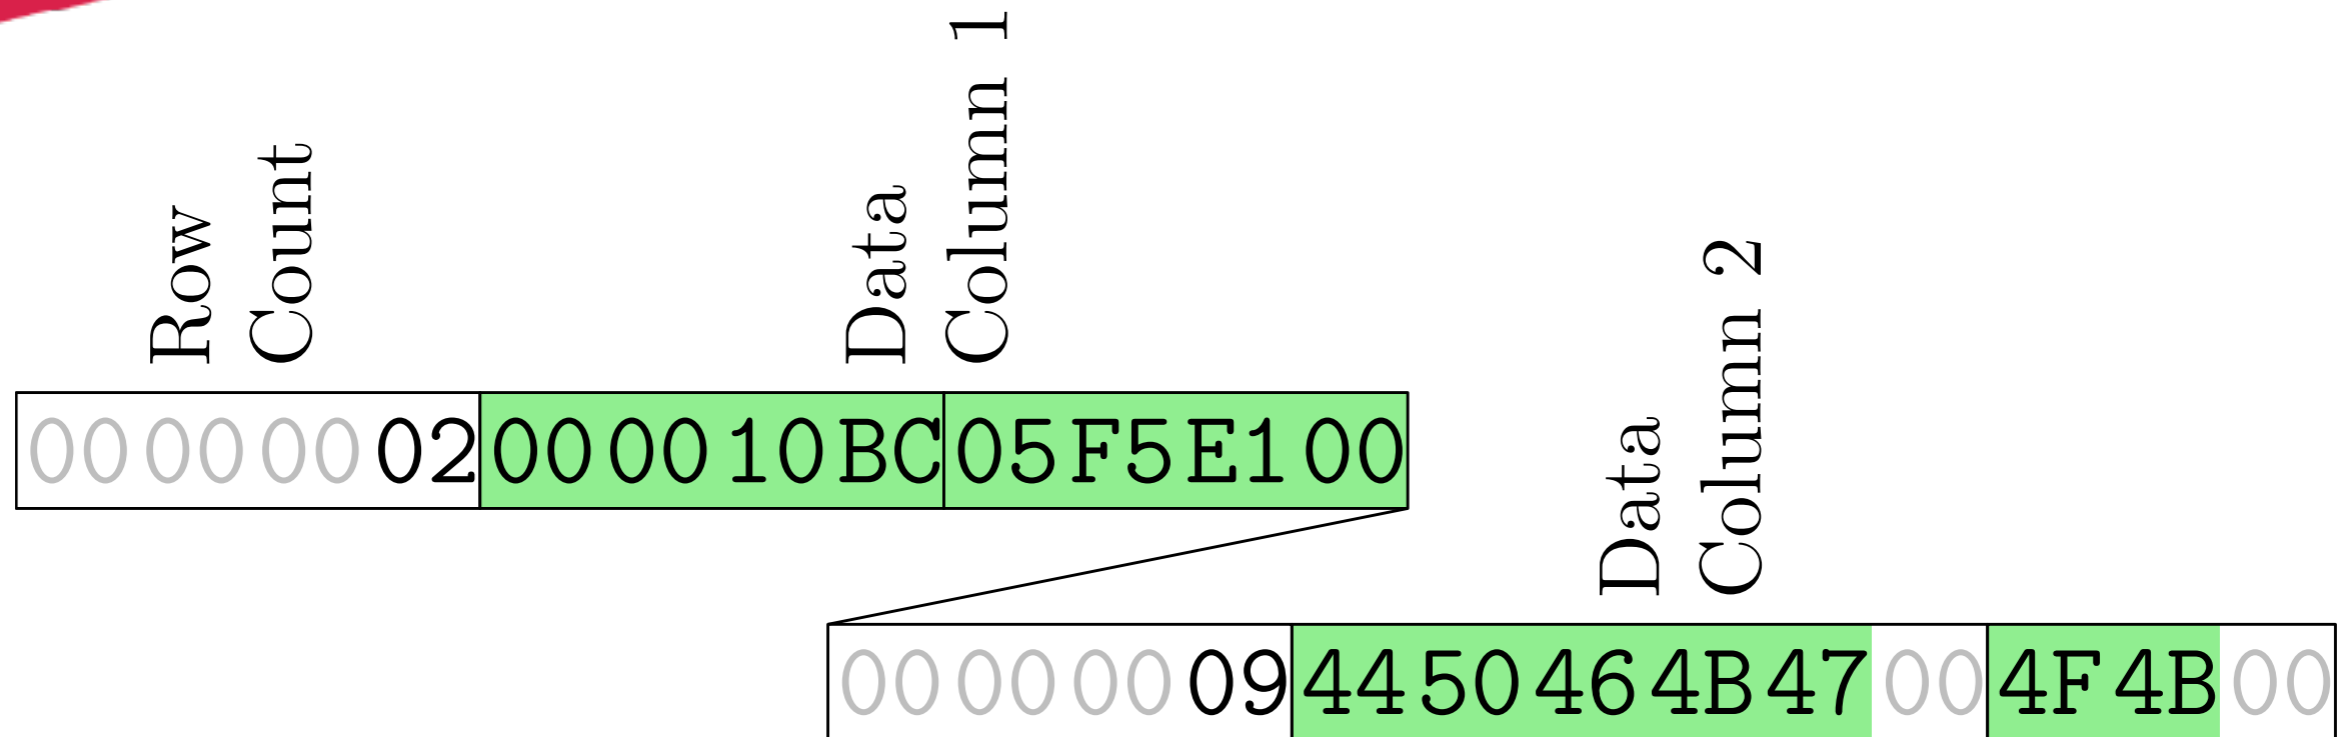 Row
Count
Data
Column 1
00 00 00 02 00 00 10 BC 05 F5 E1 00
Data
Column 2
00 00 00 09 44 50 46 4B 47 00 4F 4B 00